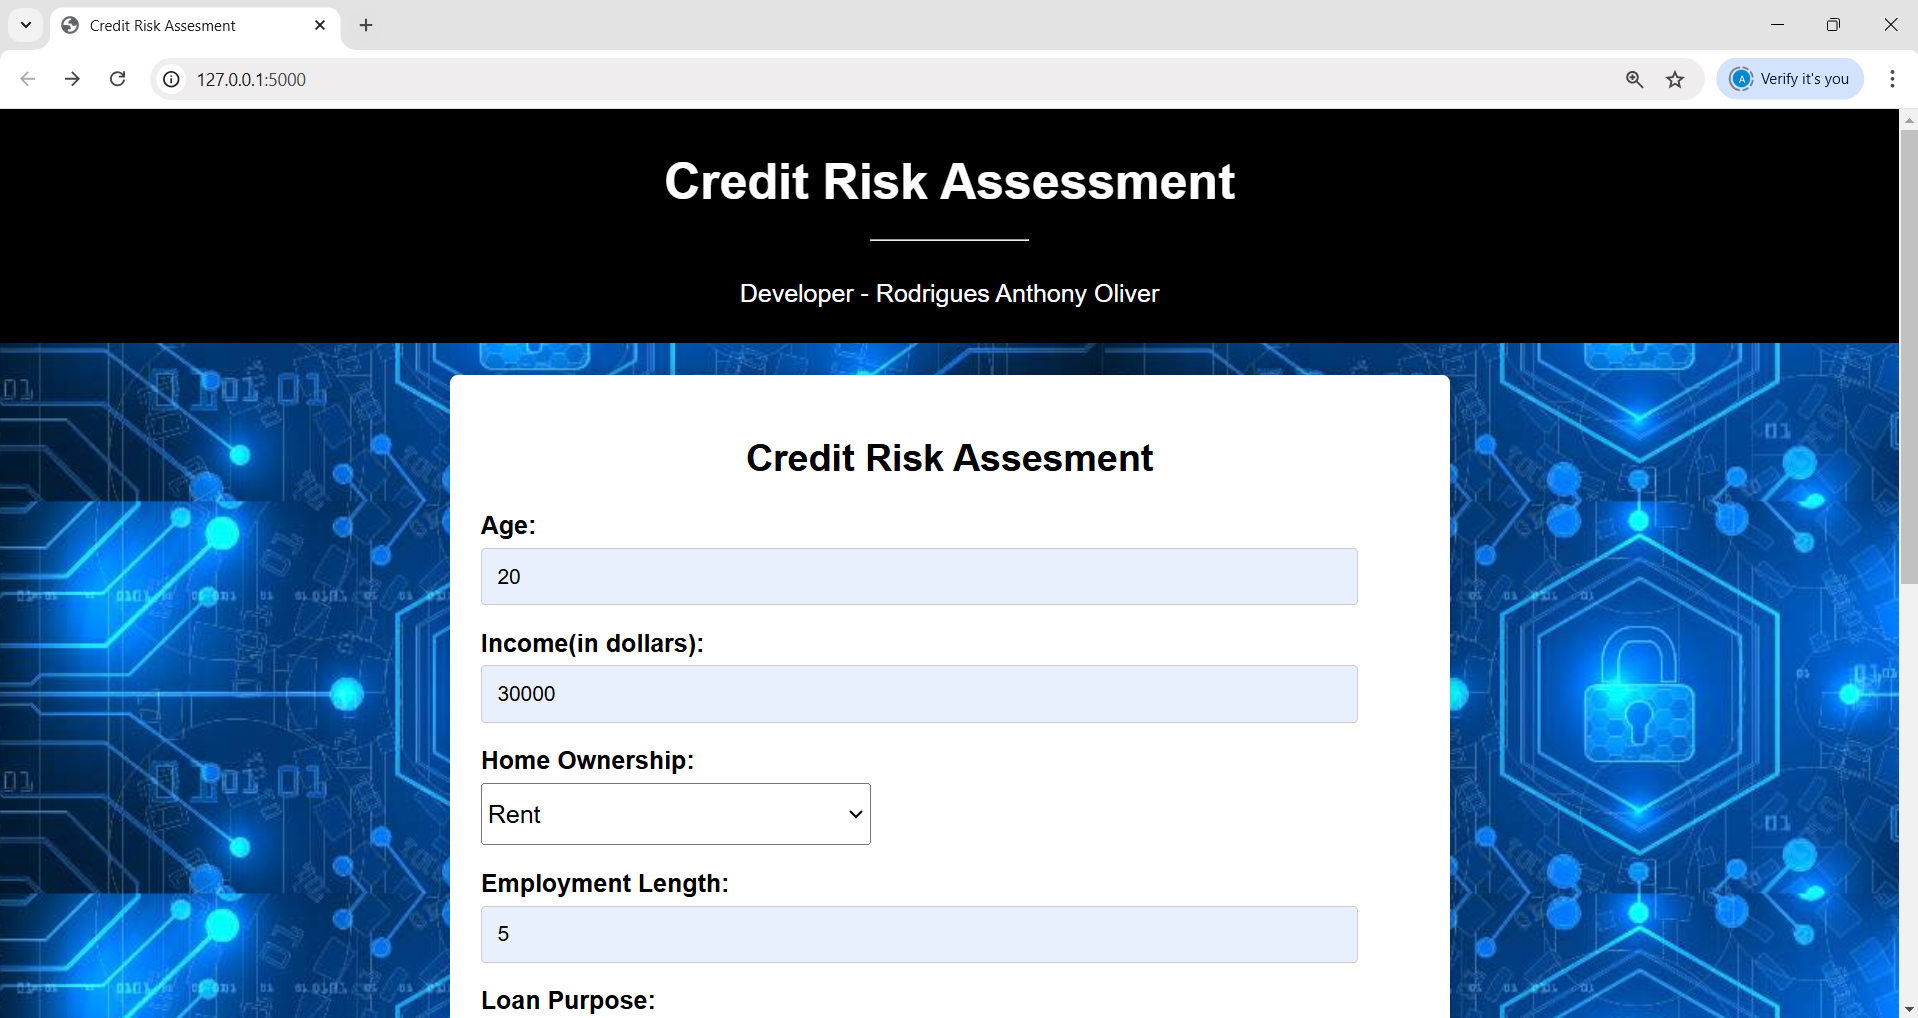 Credit Risk Assesment
127.0.0.1:5000
A
Verify it's you
Credit Risk Assessment
Developer - Rodrigues Anthony Oliver
Credit Risk Assesment
Age:
20
Income(in dollars):
30000
Home Ownership:
Rent
Employment Length:
5
Loan Purpose: